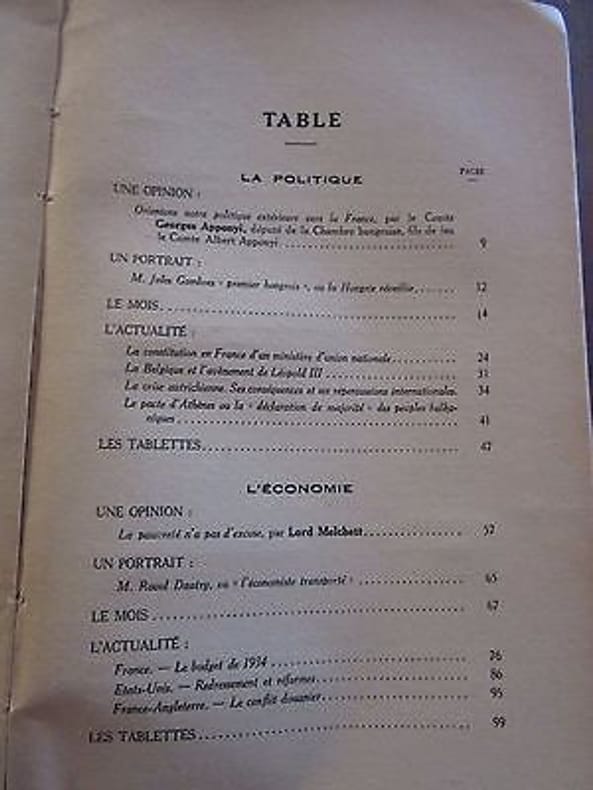 TABLE
PAGES
LA POLITIQUE
UNE OPINION :
Orientons notre politique extérieure vers la France, par le Comte
Georges Apponyi, député de la Chambre hongroise, fils de feu
le Comte Albert Apponyi .......................... 9
UN PORTRAIT :
M. Jules Gombos « premier hongrois », ou la Hongrie réveillée........ 12
LE MOIS.................................................. 14
L'ACTUALITÉ :
La constitution en France d'un ministère d'union nationale............ 24
La Belgique et l'avènement de Léopold III ....................... 31
La crise autrichienne. Ses conséquences et ses répercussions internationales. 34
Le pacte d'Athènes ou la « déclaration de majorité » des peuples balka-
niques .............................................. 41
LES TABLETTES............................................ 47
L'ÉCONOMIE
UNE OPINION :
La pauvreté n'a pas d'excuse, par Lord Melchett................. 57
UN PORTRAIT :
M. Raoul Dautry, ou « l'économiste transporté » .................. 65
LE MOIS .................................................. 67
L'ACTUALITÉ :
France. — Le budget de 1934 .................................. 76
Etats-Unis. — Redressement et réformes......................... 86
France-Angleterre. — Le conflit douanier........................ 95
LES TABLETTES............................................ 99